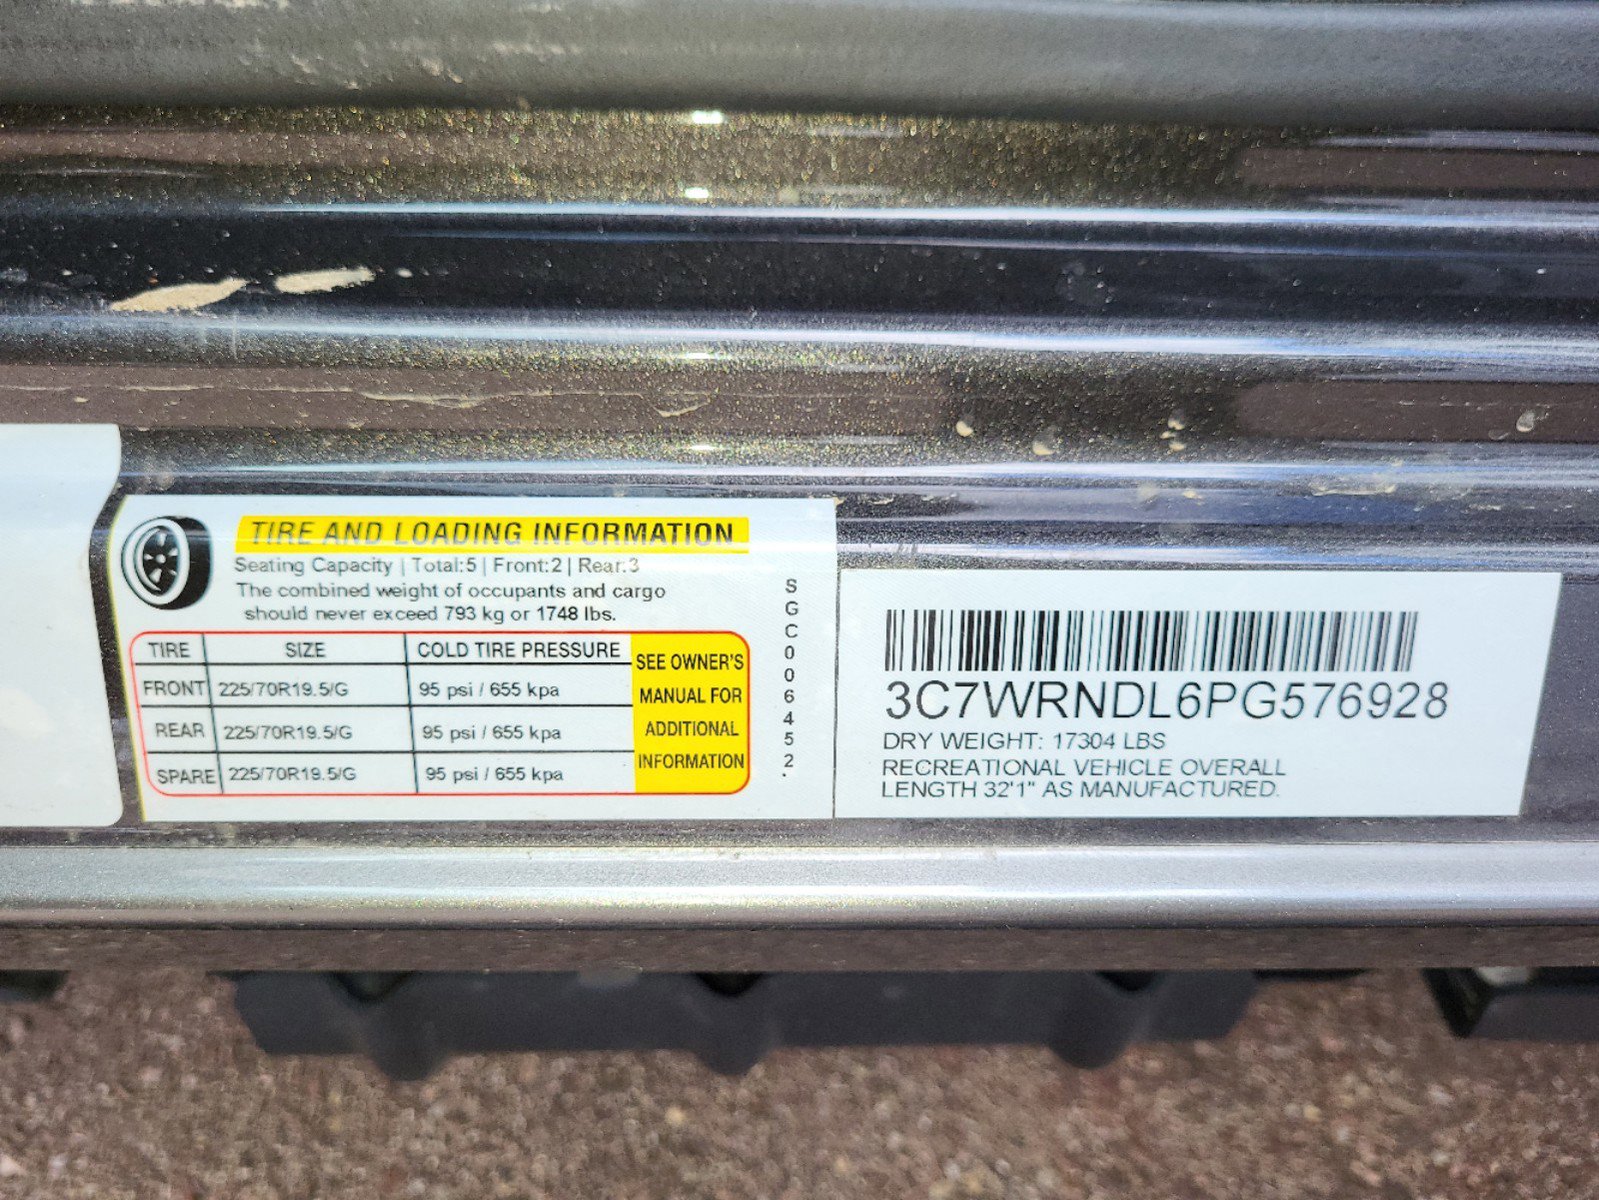 TIRE AND LOADING INFORMATION
Seating Capacity | Total:5 | Front:2 | Rear:3
The combined weight of occupants and cargo
should never exceed 793 kg or 1748 lbs.
TIRE SIZE COLD TIRE PRESSURE
FRONT 225/70R19.5/G 95 psi / 655 kpa
REAR 225/70R19.5/G 95 psi / 655 kpa
SPARE 225/70R19.5/G 95 psi / 655 kpa
SEE OWNER'S
MANUAL FOR
ADDITIONAL
INFORMATION
SGC006452.
3C7WRNDL6PG576928
DRY WEIGHT: 17304 LBS
RECREATIONAL VEHICLE OVERALL
LENGTH 32'1" AS MANUFACTURED.